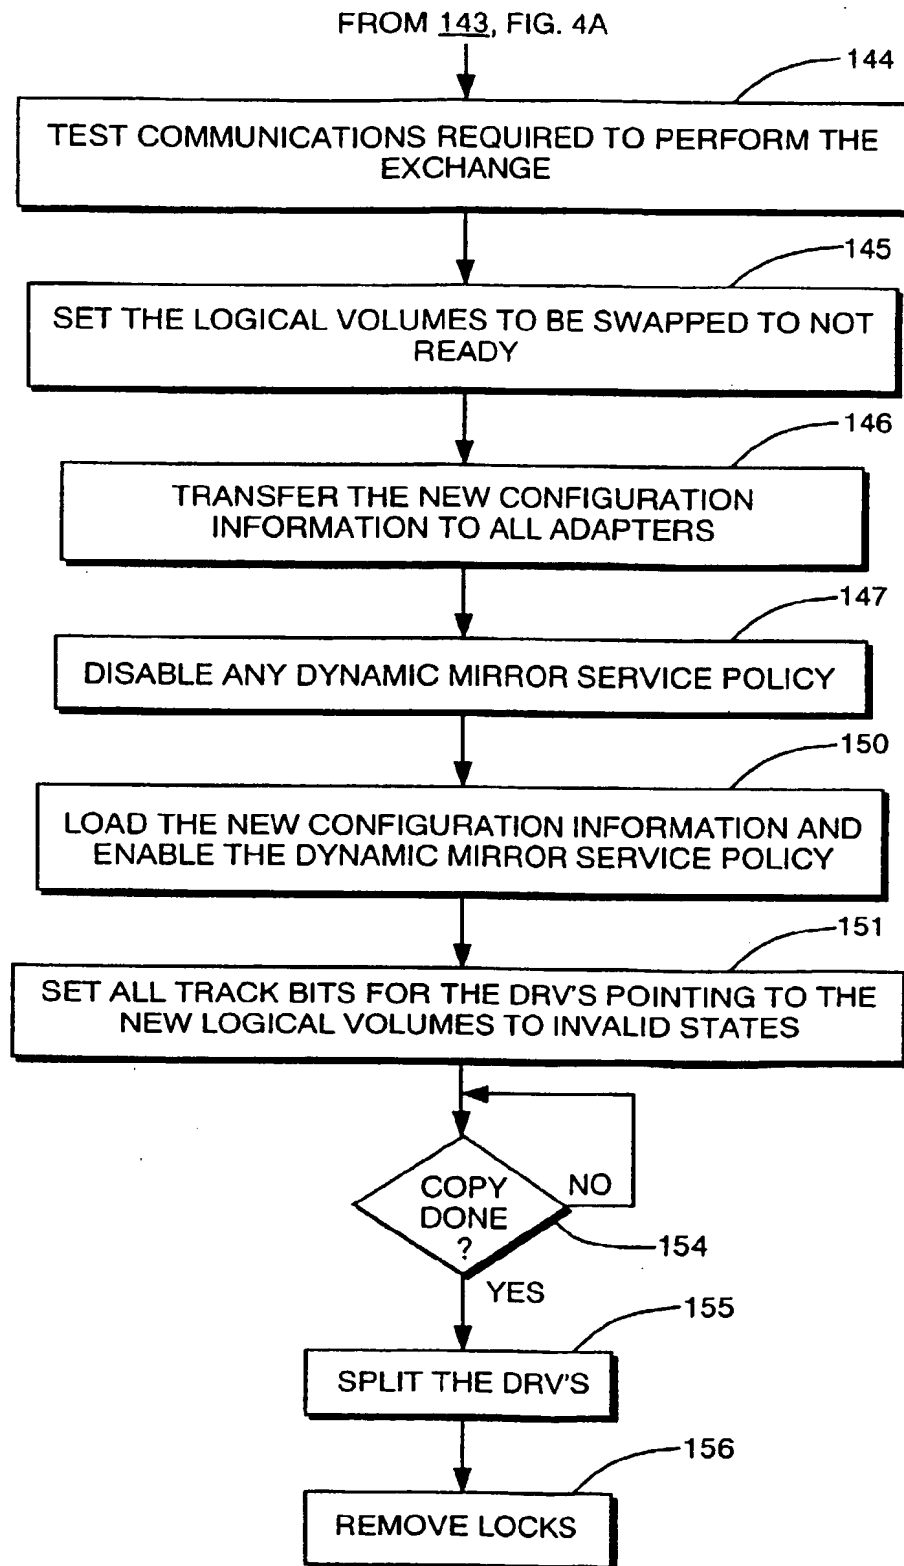 FROM 143, FIG. 4A
144
TEST COMMUNICATIONS REQUIRED TO PERFORM THE
EXCHANGE
145
SET THE LOGICAL VOLUMES TO BE SWAPPED TO NOT
READY
146
TRANSFER THE NEW CONFIGURATION
INFORMATION TO ALL ADAPTERS
147
DISABLE ANY DYNAMIC MIRROR SERVICE POLICY
150
LOAD THE NEW CONFIGURATION INFORMATION AND
ENABLE THE DYNAMIC MIRROR SERVICE POLICY
151
SET ALL TRACK BITS FOR THE DRV'S POINTING TO THE
NEW LOGICAL VOLUMES TO INVALID STATES
COPY
DONE
?
NO
154
YES
155
SPLIT THE DRV'S
156
REMOVE LOCKS